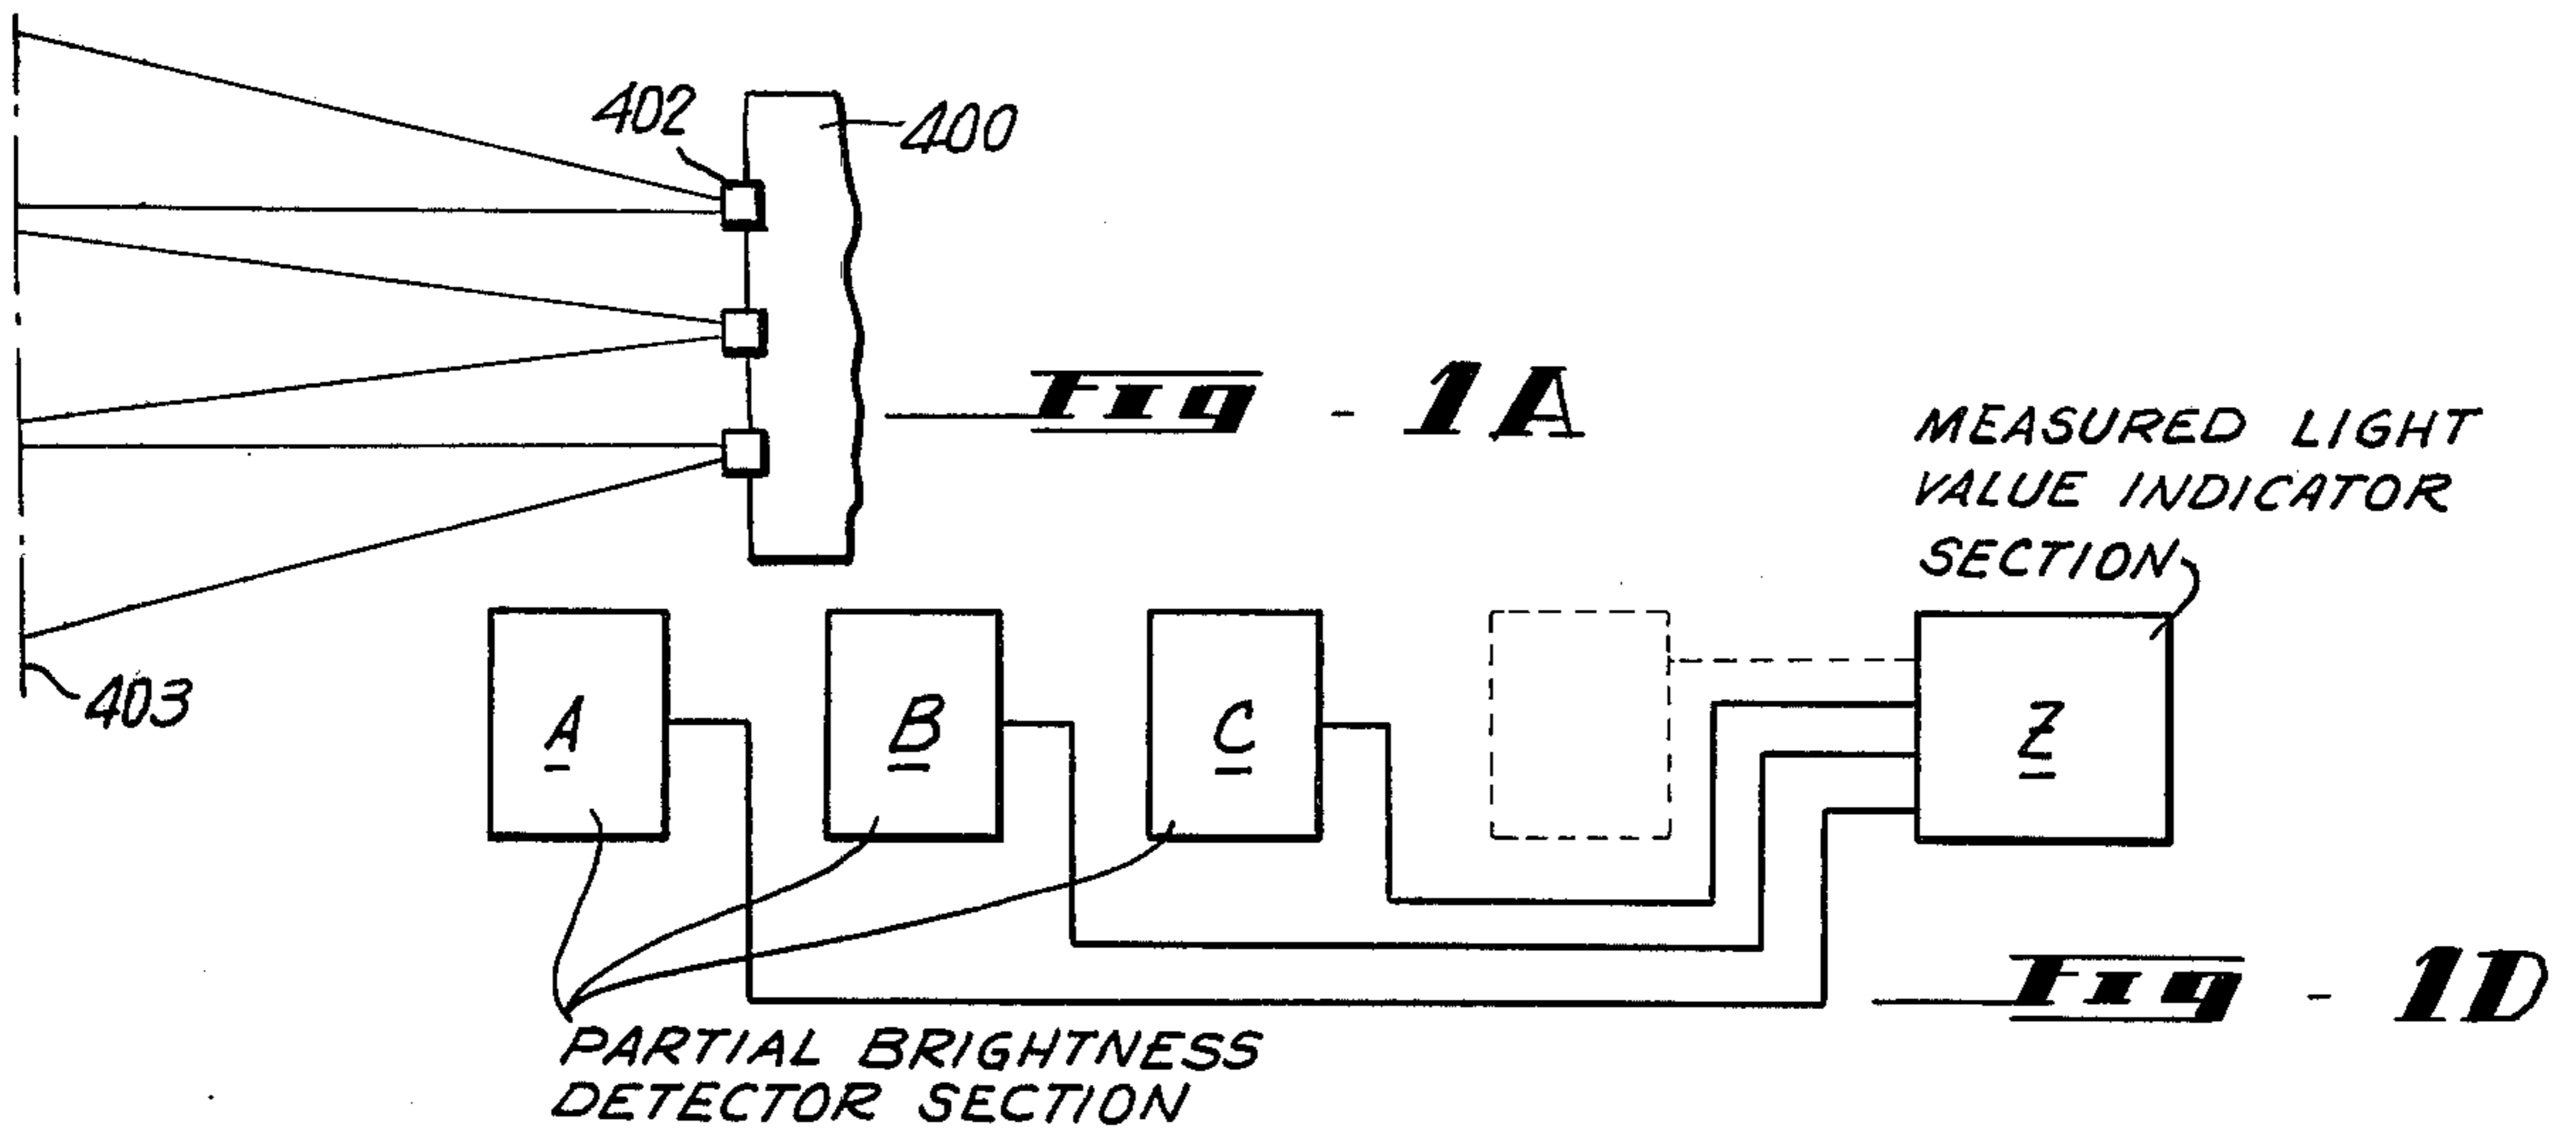 402
400
403
Fig - 1A
MEASURED LIGHT
VALUE INDICATOR
SECTION
A
B
C
Z
Fig - 1D
PARTIAL BRIGHTNESS
DETECTOR SECTION